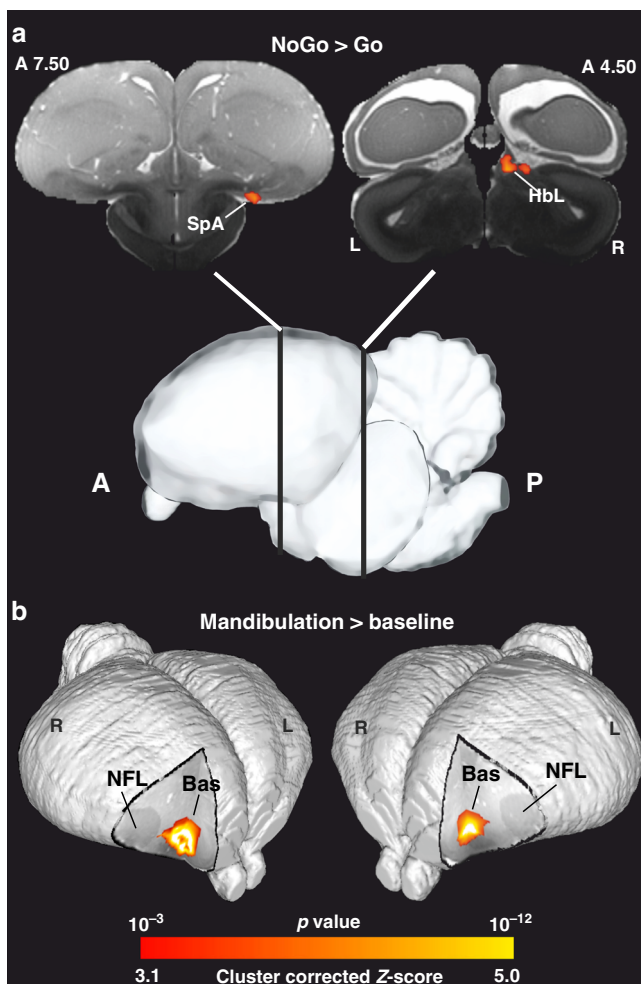 a
NoGo > Go
A 7.50
A 4.50
SpA
HbL
L
R
A
P
b
Mandibulation > baseline
R
L
R
L
NFL
Bas
Bas
NFL
10⁻³
p value
10⁻¹²
3.1
Cluster corrected Z-score
5.0